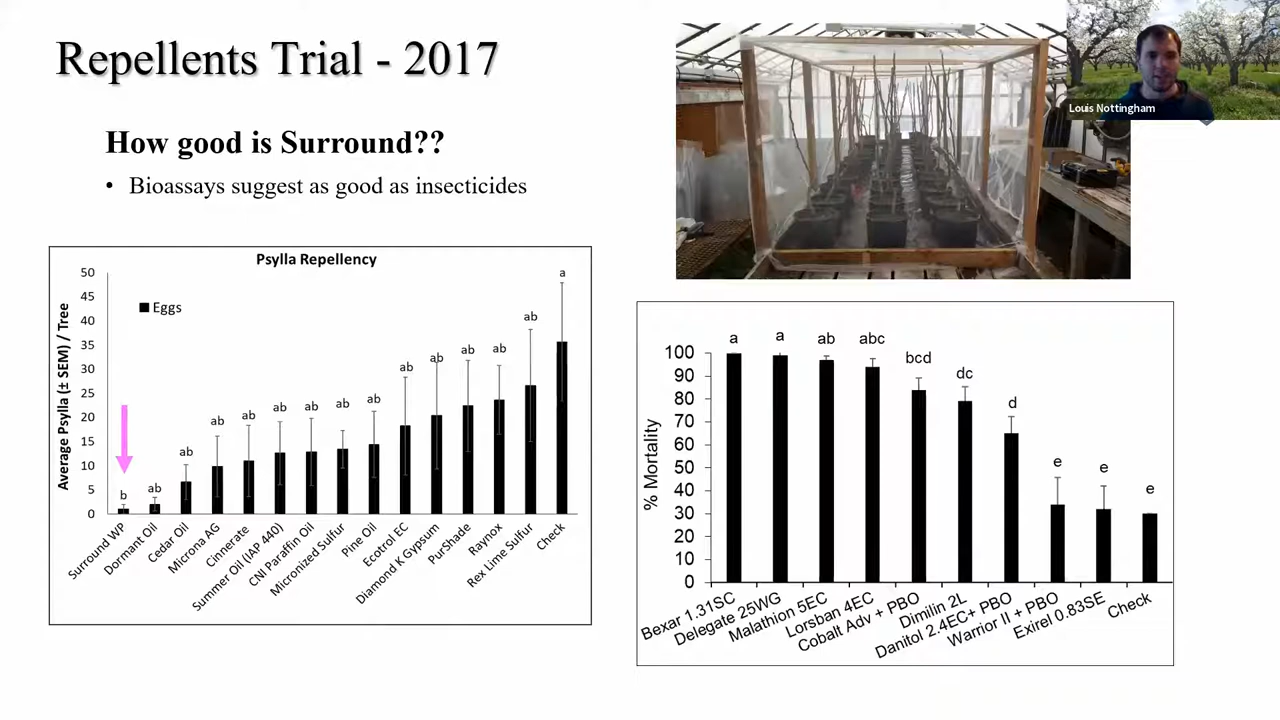 Repellents Trial - 2017
Louis Nottingham
How good is Surround??
• Bioassays suggest as good as insecticides
Psylla Repellency
Average Psylla (± SEM) / Tree
50
45
40
35
30
25
20
15
10
5
0
Eggs
b
ab
ab
ab
ab
ab
ab
ab
ab
ab
ab
ab
ab
ab
a
Surround WP
Dormant Oil
Cedar Oil
Microna AG
Cinnerate
Summer Oil (IAP 440)
CNI Paraffin Oil
Micronized Sulfur
Pine Oil
Ecotrol EC
Diamond K Gypsum
PurShade
Raynox
Rex Lime Sulfur
Check
% Mortality
100
90
80
70
60
50
40
30
20
10
0
a
a
ab
abc
bcd
dc
d
e
e
e
Bexar 1.31SC
Delegate 25WG
Malathion 5EC
Lorsban 4EC
Cobalt Adv + PBO
Dimilin 2L
Danitol 2.4EC+ PBO
Warrior II + PBO
Exirel 0.83SE
Check